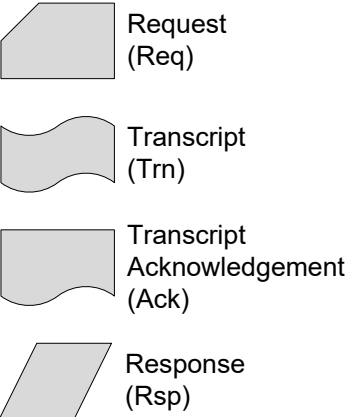 Request
(Req)
Transcript
(Trn)
Transcript
Acknowledgement
(Ack)
Response
(Rsp)